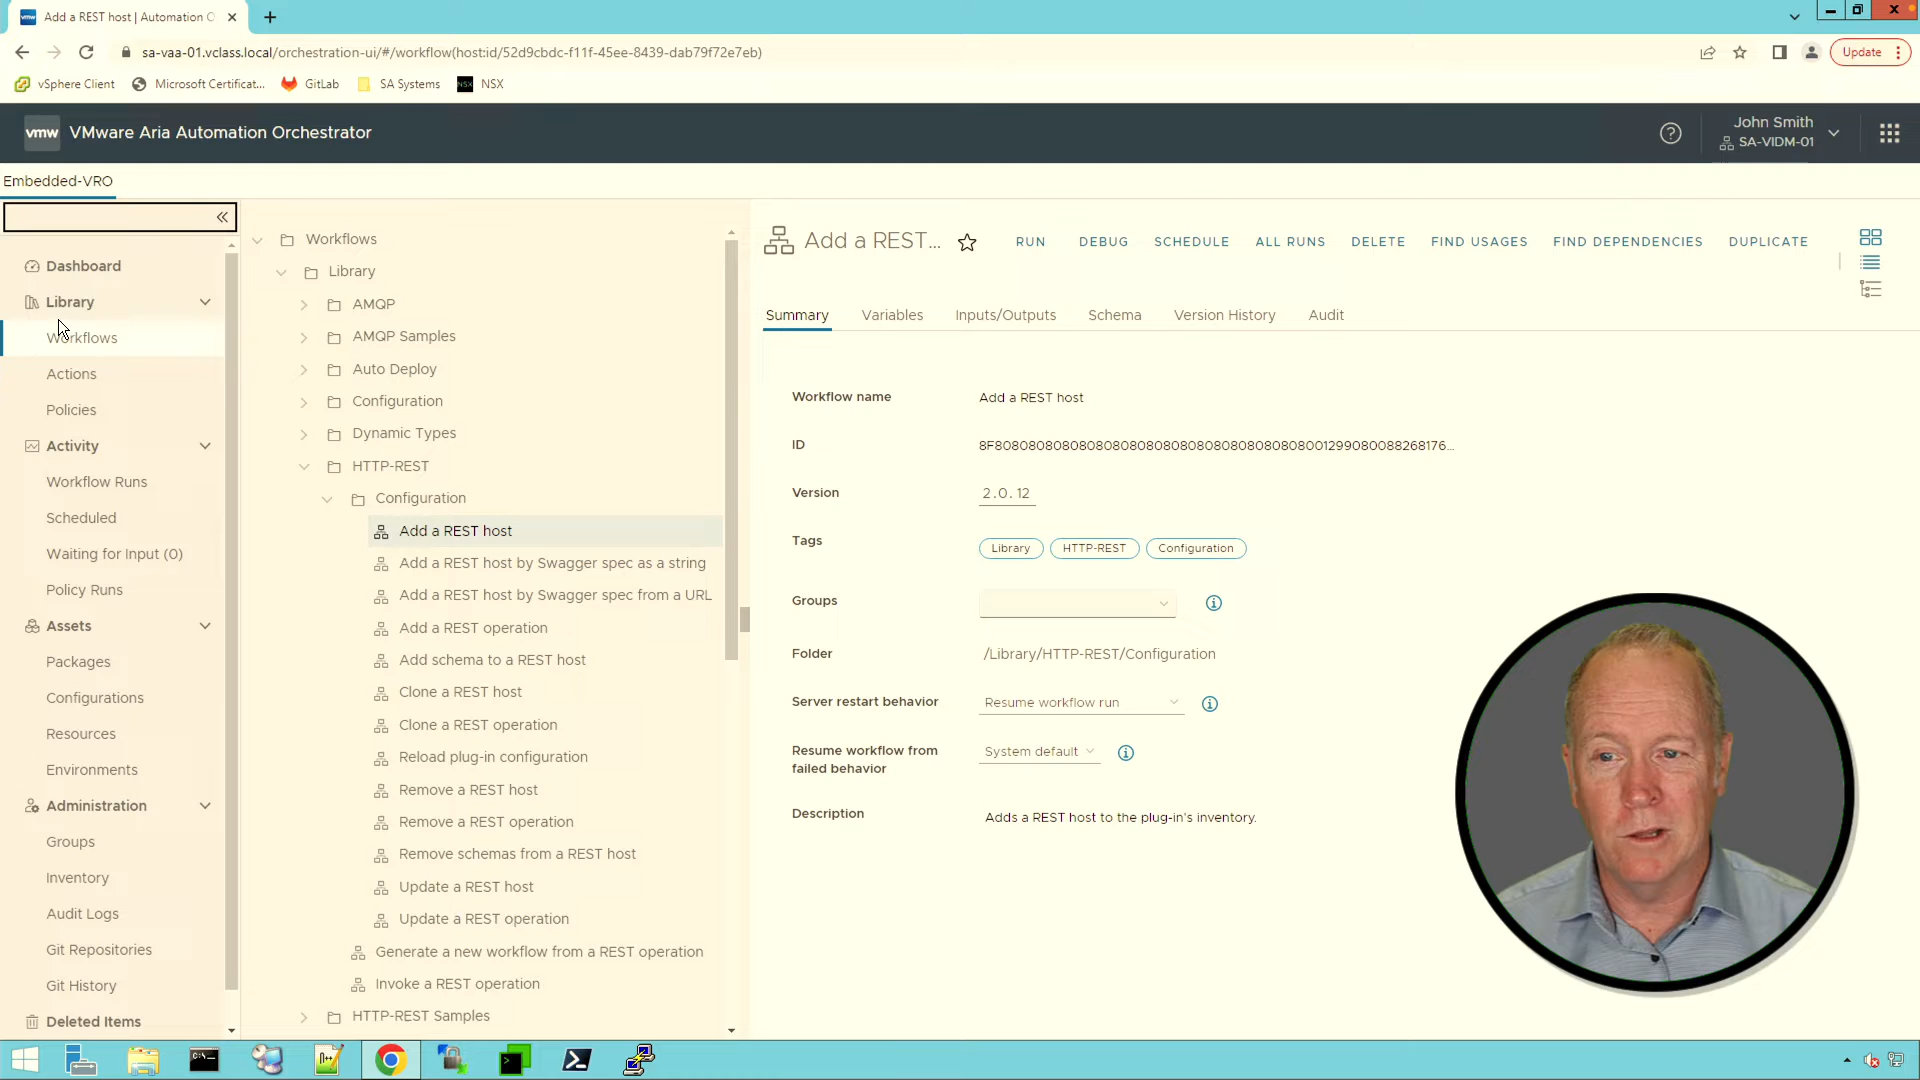 Add a REST host | Automation O
sa-vaa-01.vclass.local/orchestration-ui/#/workflow(hostid/52d9cbdc-f11f-45ee-8439-dab79f72e7eb)
Update
vSphere Client
Microsoft Certificat...
GitLab
SA Systems
NSX
NSX
vmw
VMware Aria Automation Orchestrator
John Smith
SA-VIDM-01
Embedded-VRO
Dashboard
Library
Workflows
Actions
Policies
Activity
Workflow Runs
Scheduled
Waiting for Input (0)
Policy Runs
Assets
Packages
Configurations
Resources
Environments
Administration
Groups
Inventory
Audit Logs
Git Repositories
Git History
Deleted Items
Workflows
Library
AMQP
AMQP Samples
Auto Deploy
Configuration
Dynamic Types
HTTP-REST
Configuration
Add a REST host
Add a REST host by Swagger spec as a string
Add a REST host by Swagger spec from a URL
Add a REST operation
Add schema to a REST host
Clone a REST host
Clone a REST operation
Reload plug-in configuration
Remove a REST host
Remove a REST operation
Remove schemas from a REST host
Update a REST host
Update a REST operation
Generate a new workflow from a REST operation
Invoke a REST operation
HTTP-REST Samples
Add a REST...
RUN
DEBUG
SCHEDULE
ALL RUNS
DELETE
FIND USAGES
FIND DEPENDENCIES
DUPLICATE
Summary
Variables
Inputs/Outputs
Schema
Version History
Audit
Workflow name
Add a REST host
ID
Version
2.0.12
Tags
Library
HTTP-REST
Configuration
Groups
Folder
/Library/HTTP-REST/Configuration
Server restart behavior
Resume workflow run
Resume workflow from
failed behavior
System default
Description
Adds a REST host to the plug-in's inventory.